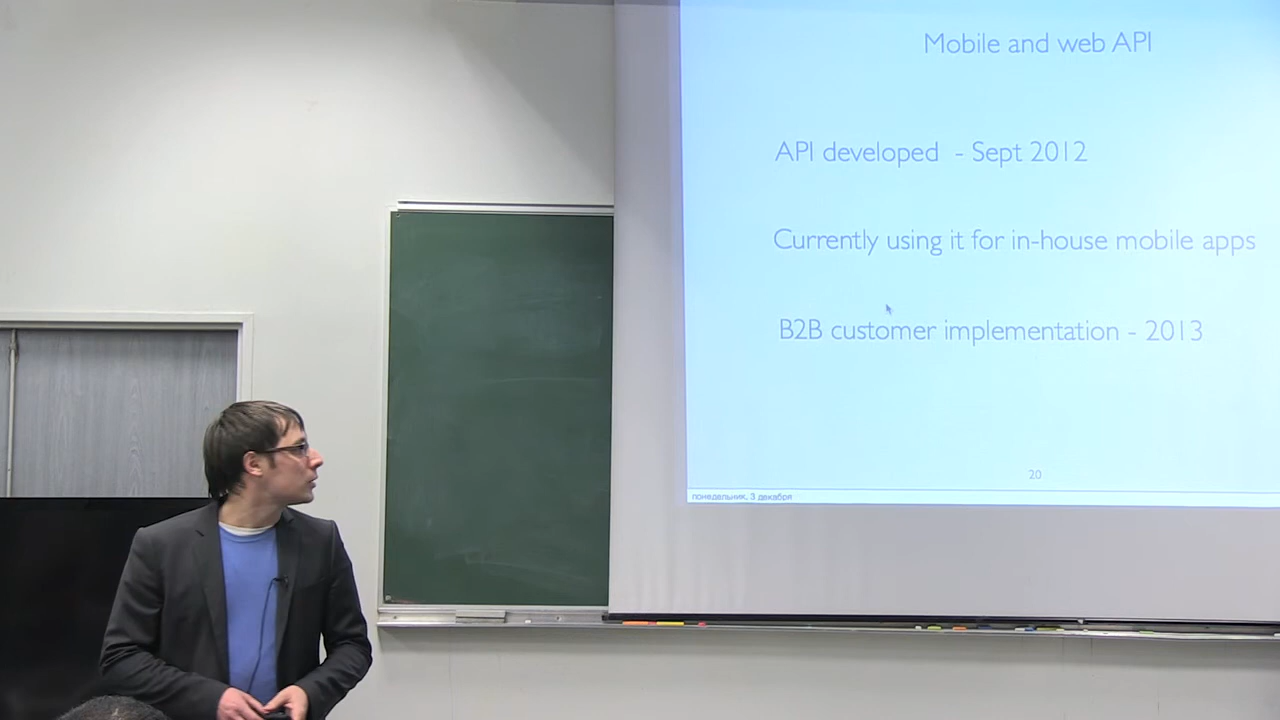 Mobile and web API
API developed - Sept 2012
Currently using it for in-house mobile apps
B2B customer implementation - 2013
20
понедельник, 3 декабря